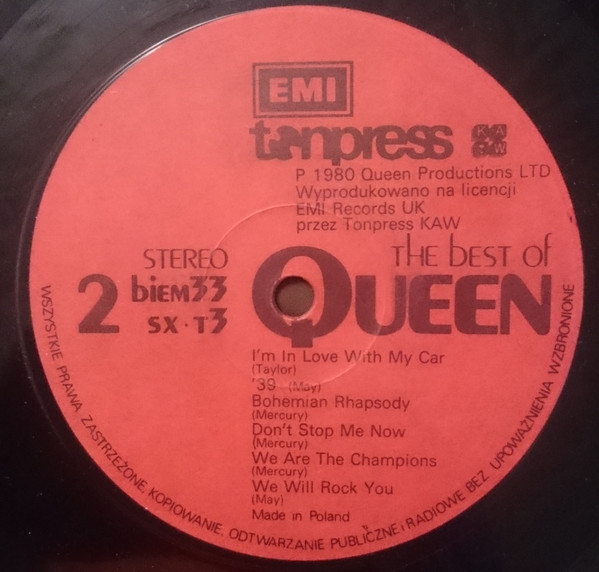 EMI
tonpress KAW
P 1980 Queen Productions LTD
Wyprodukowano na licencji
EMI Records UK
przez Tonpress KAW
STEREO
2
biEM33
SX·T3
THE bEST Of
QUEEN
I'm In Love With My Car
(Taylor)
'39 (May)
Bohemian Rhapsody
(Mercury)
Don't Stop Me Now
(Mercury)
We Are The Champions
(Mercury)
We Will Rock You
(May)
Made in Poland
WSZYSTKIE PRAWA ZASTRZEŻONE. KOPIOWANIE, ODTWARZANIE PUBLICZNE i RADIOWE BEZ UPOWAŻNIENIA WZBRONIONE